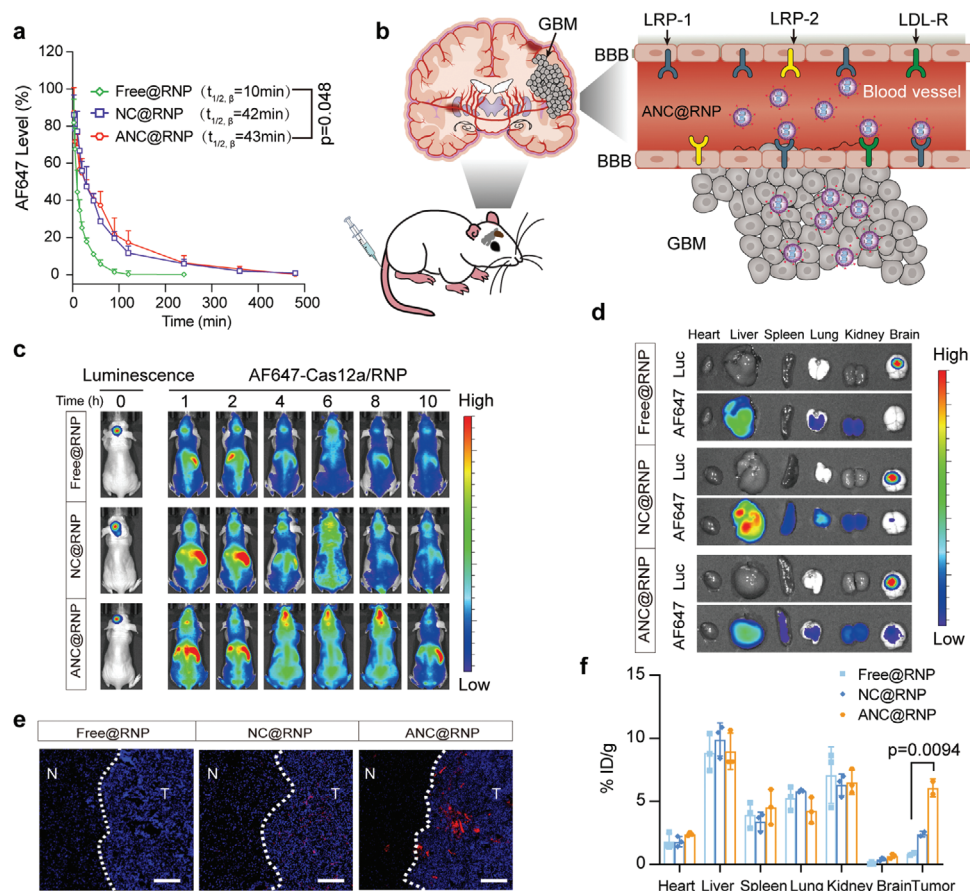 a
AF647 Level (%)
120
100
80
60
40
20
0
0
100
200
300
400
500
Time (min)
Free@RNP (t1/2, β=10min)
NC@RNP (t1/2, β=42min)
ANC@RNP (t1/2, β=43min)
p=0.048
b
GBM
LRP-1
LRP-2
LDL-R
BBB
ANC@RNP
Blood vessel
BBB
GBM
c
Luminescence
AF647-Cas12a/RNP
Time (h)
0
1
2
4
6
8
10
High
Free@RNP
NC@RNP
ANC@RNP
Low
d
Heart
Liver
Spleen
Lung
Kidney
Brain
Free@RNP
Luc
AF647
NC@RNP
Luc
AF647
ANC@RNP
Luc
AF647
High
Low
e
Free@RNP
NC@RNP
ANC@RNP
N
T
N
T
N
T
f
% ID/g
15
10
5
0
Free@RNP
NC@RNP
ANC@RNP
p=0.0094
Heart
Liver
Spleen
Lung
Kidney
Brain
Tumor